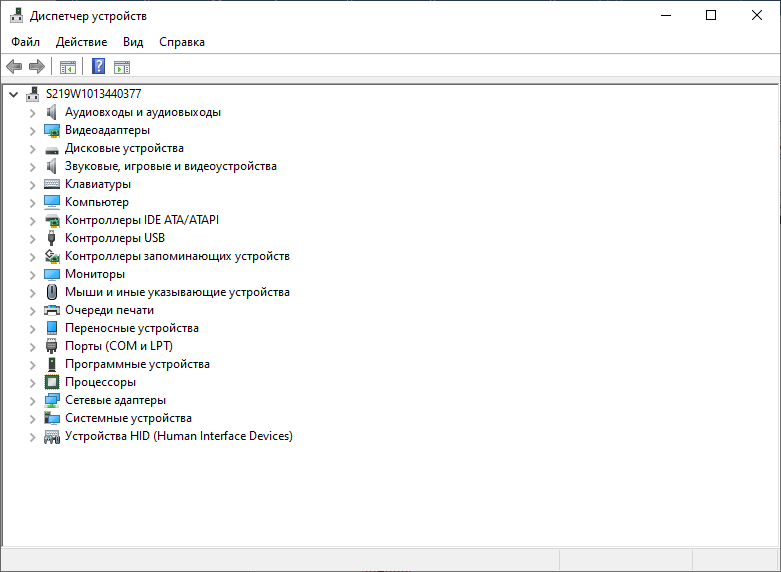 Диспетчер устройств
Файл Действие Вид Справка
S219W1013440377
Аудиовходы и аудиовыходы
Видеоадаптеры
Дисковые устройства
Звуковые, игровые и видеоустройства
Клавиатуры
Компьютер
Контроллеры IDE ATA/ATAPI
Контроллеры USB
Контроллеры запоминающих устройств
Мониторы
Мыши и иные указывающие устройства
Очереди печати
Переносные устройства
Порты (COM и LPT)
Программные устройства
Процессоры
Сетевые адаптеры
Системные устройства
Устройства HID (Human Interface Devices)